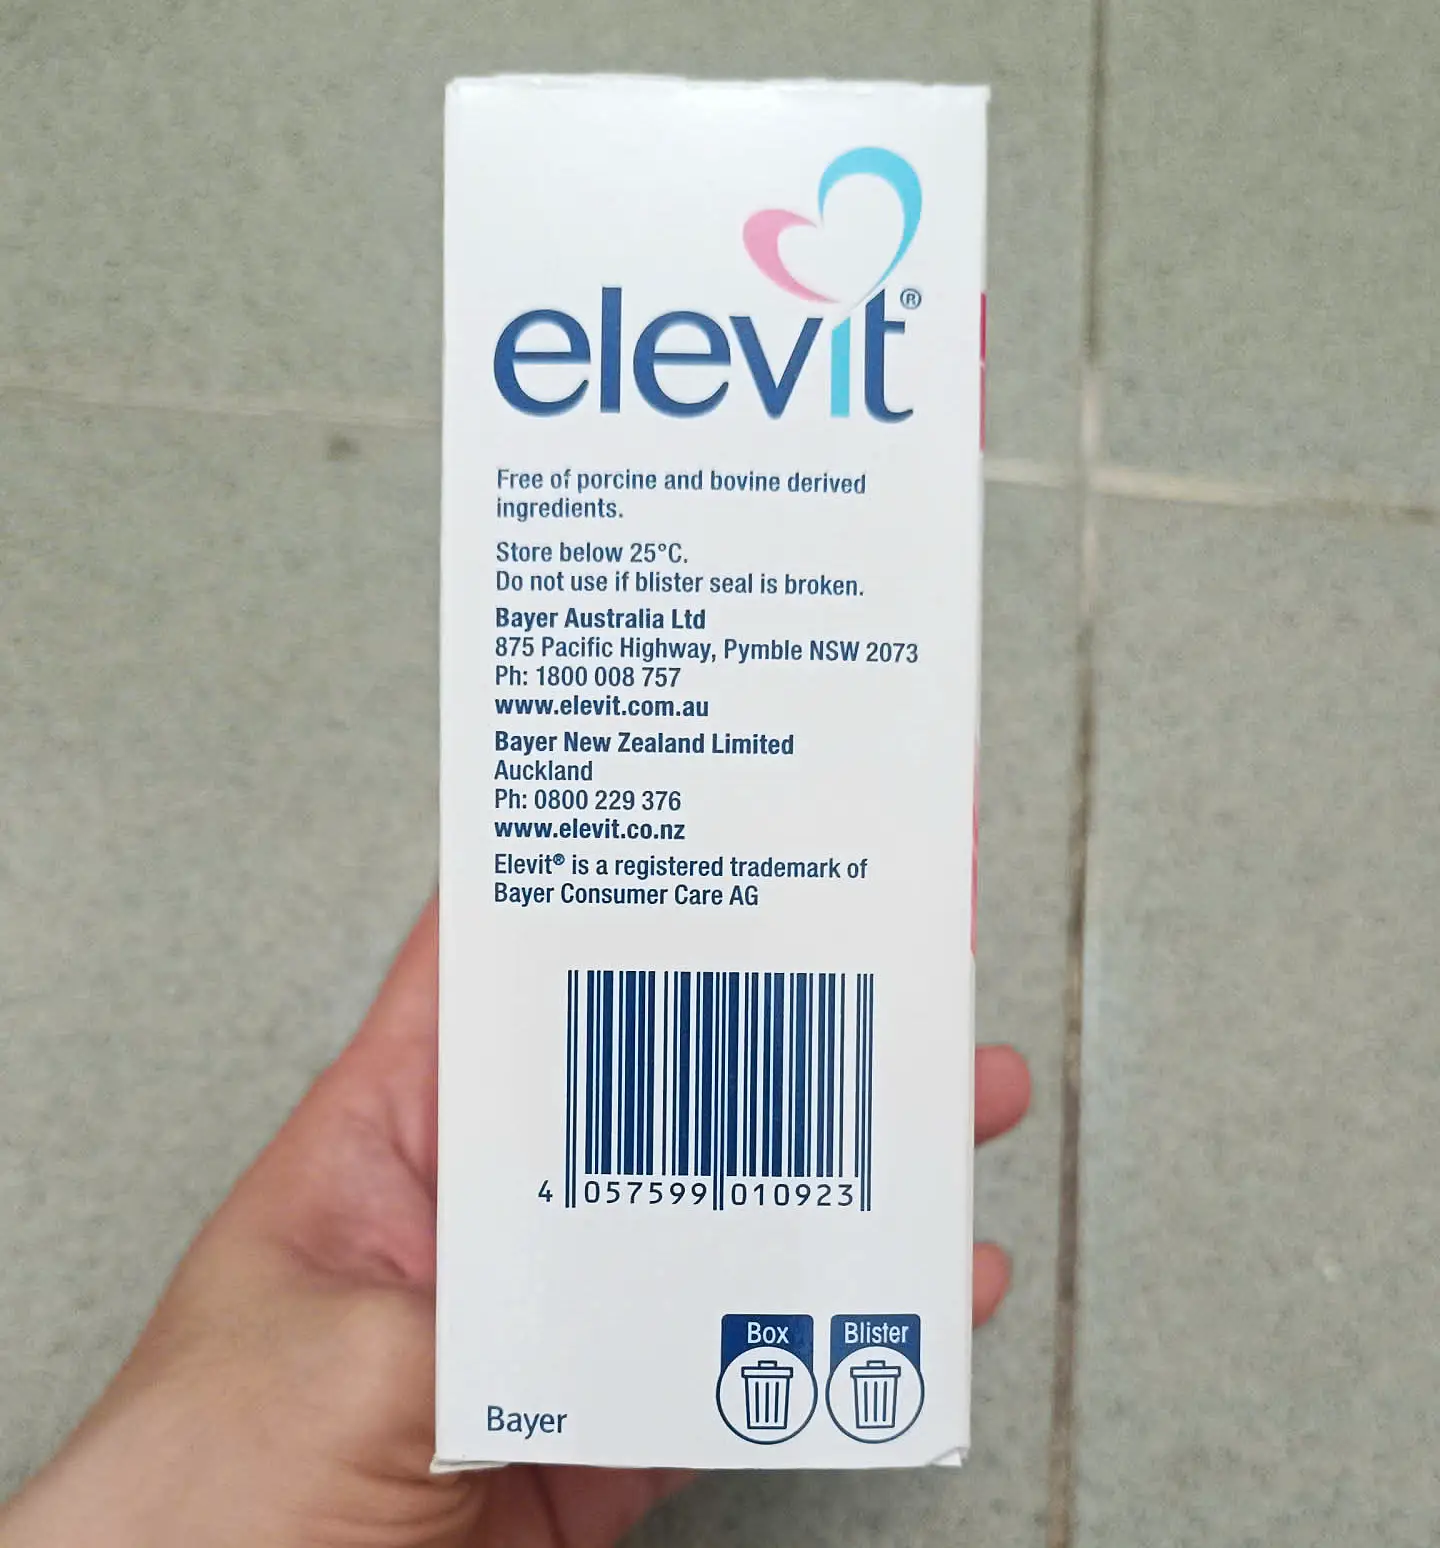 elevit®
Free of porcine and bovine derived
ingredients.
Store below 25°C.
Do not use if blister seal is broken.
Bayer Australia Ltd
875 Pacific Highway, Pymble NSW 2073
Ph: 1800 008 757
www.elevit.com.au
Bayer New Zealand Limited
Auckland
Ph: 0800 229 376
www.elevit.co.nz
Elevit® is a registered trademark of
Bayer Consumer Care AG
4 057599 010923
Box Blister
Bayer